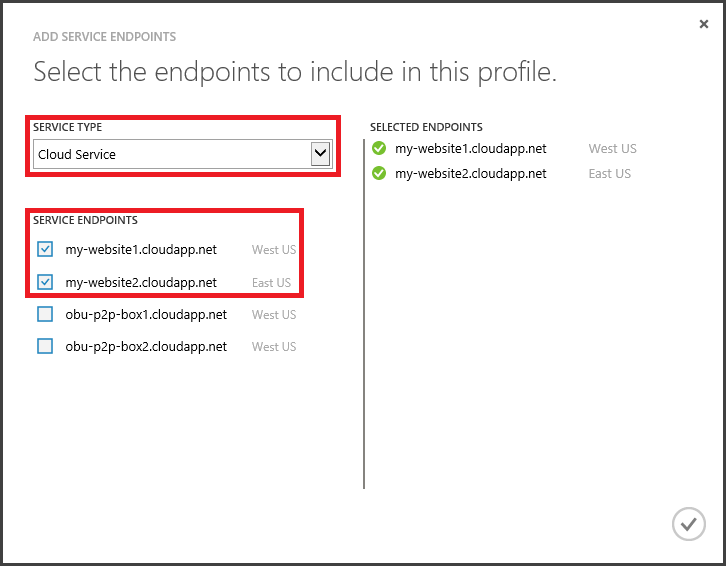 ADD SERVICE ENDPOINTS
Select the endpoints to include in this profile.
SERVICE TYPE
Cloud Service
SERVICE ENDPOINTS
my-website1.cloudapp.net West US
my-website2.cloudapp.net East US
obu-p2p-box1.cloudapp.net West US
obu-p2p-box2.cloudapp.net West US
SELECTED ENDPOINTS
my-website1.cloudapp.net West US
my-website2.cloudapp.net East US